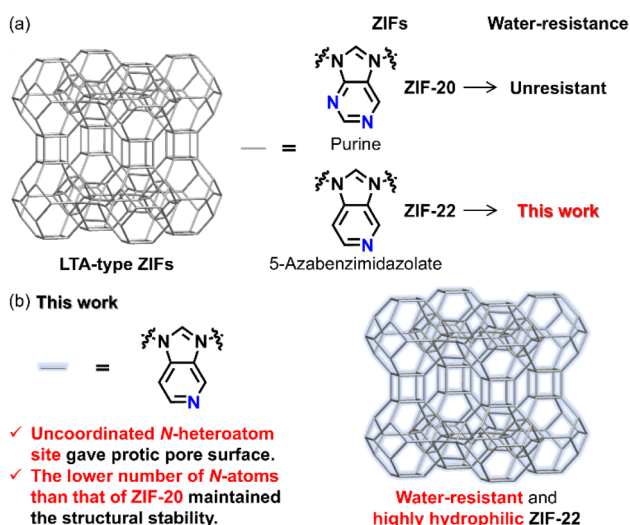 (a)
ZIFs Water-resistance
N N
N
N
ZIF-20 → Unresistant
Purine
=
N N
N
ZIF-22 → This work
LTA-type ZIFs
5-Azabenzimidazolate
(b) This work
=
N N
N
✓ Uncoordinated N-heteroatom
site gave protic pore surface.
✓ The lower number of N-atoms
than that of ZIF-20 maintained
the structural stability.
Water-resistant and
highly hydrophilic ZIF-22